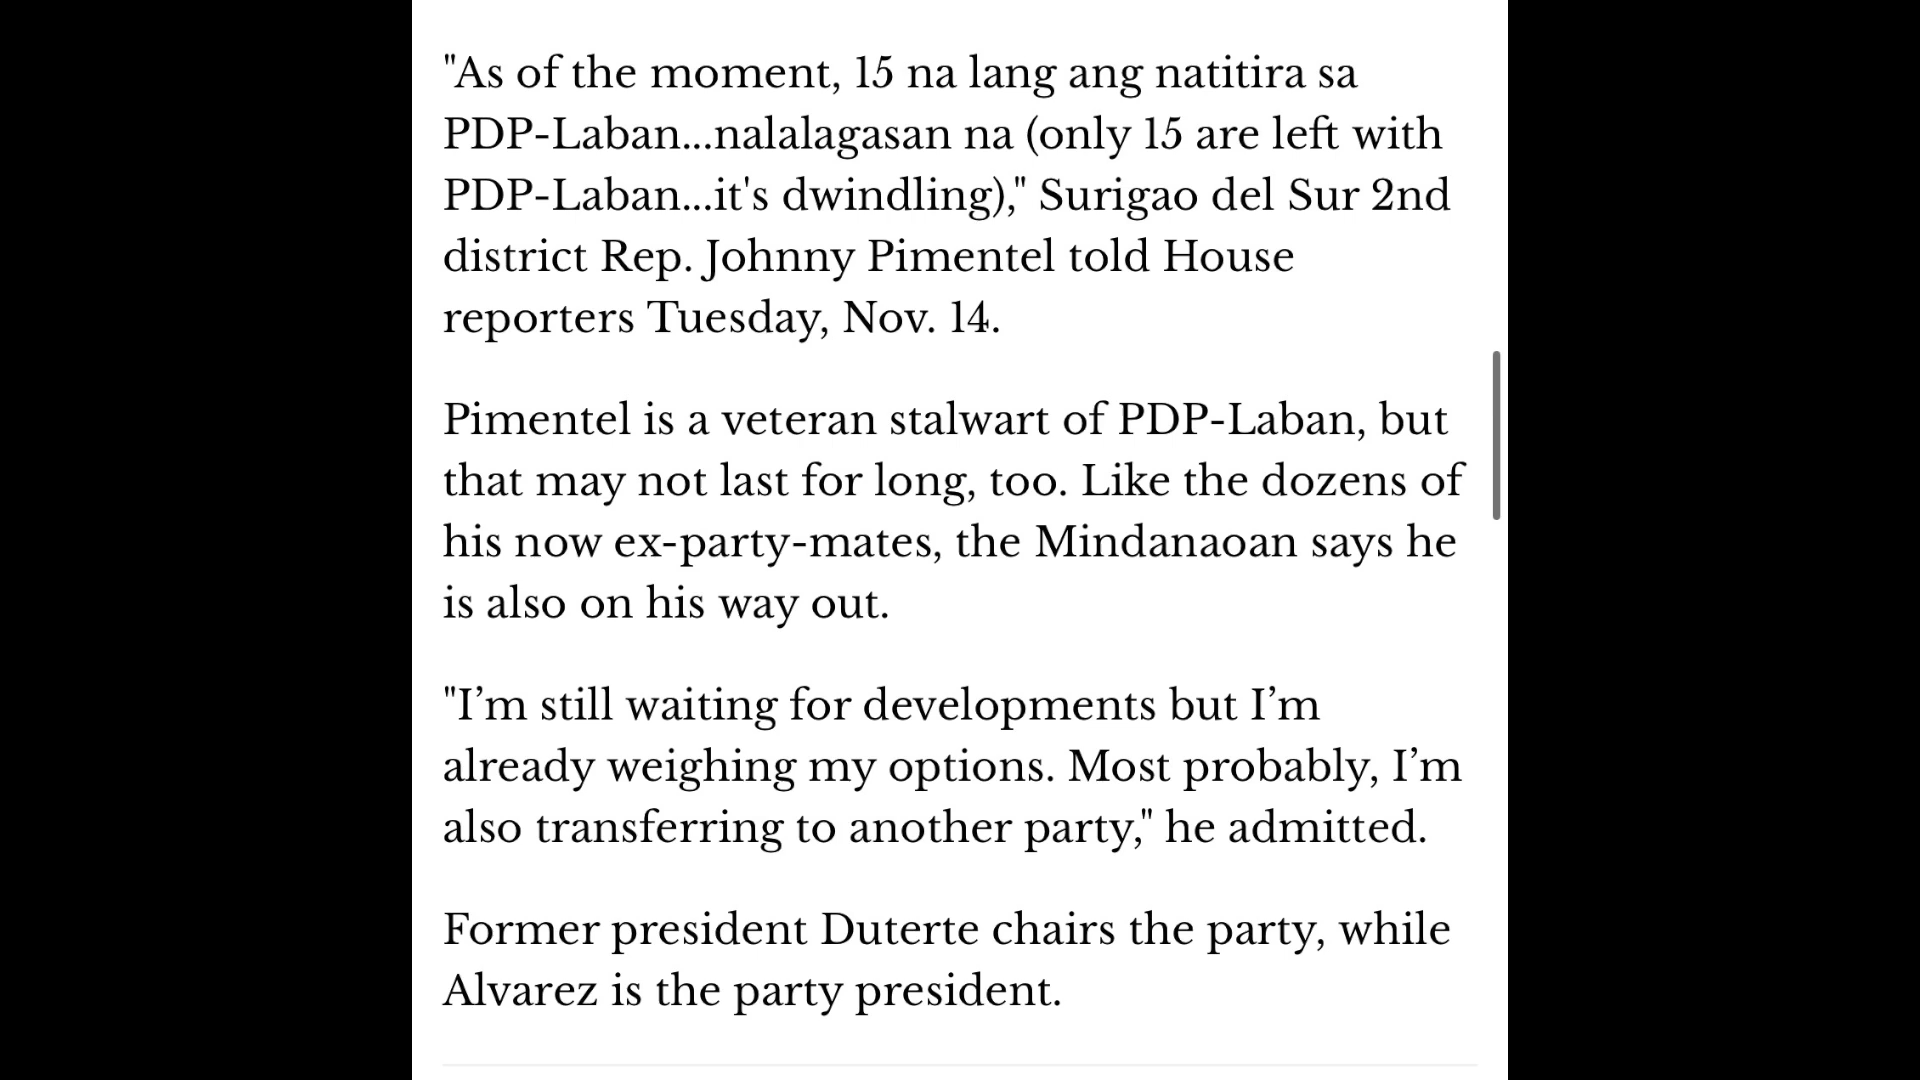 "As of the moment, 15 na lang ang natitira sa
PDP-Laban...nalalagasan na (only 15 are left with
PDP-Laban...it's dwindling)," Surigao del Sur 2nd
district Rep. Johnny Pimentel told House
reporters Tuesday, Nov. 14.
Pimentel is a veteran stalwart of PDP-Laban, but
that may not last for long, too. Like the dozens of
his now ex-party-mates, the Mindanaoan says he
is also on his way out.
"I’m still waiting for developments but I’m
already weighing my options. Most probably, I’m
also transferring to another party," he admitted.
Former president Duterte chairs the party, while
Alvarez is the party president.